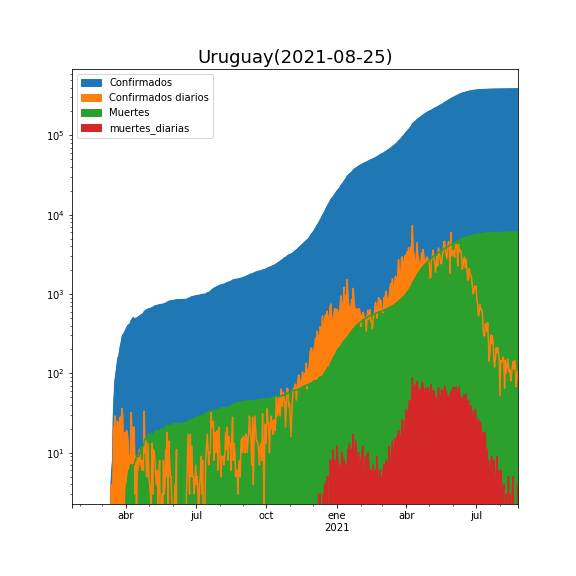 Uruguay(2021-08-25)
Confirmados
Confirmados diarios
Muertes
muertes_diarias
10^5
10^4
10^3
10^2
10^1
abr jul oct ene abr jul
2021